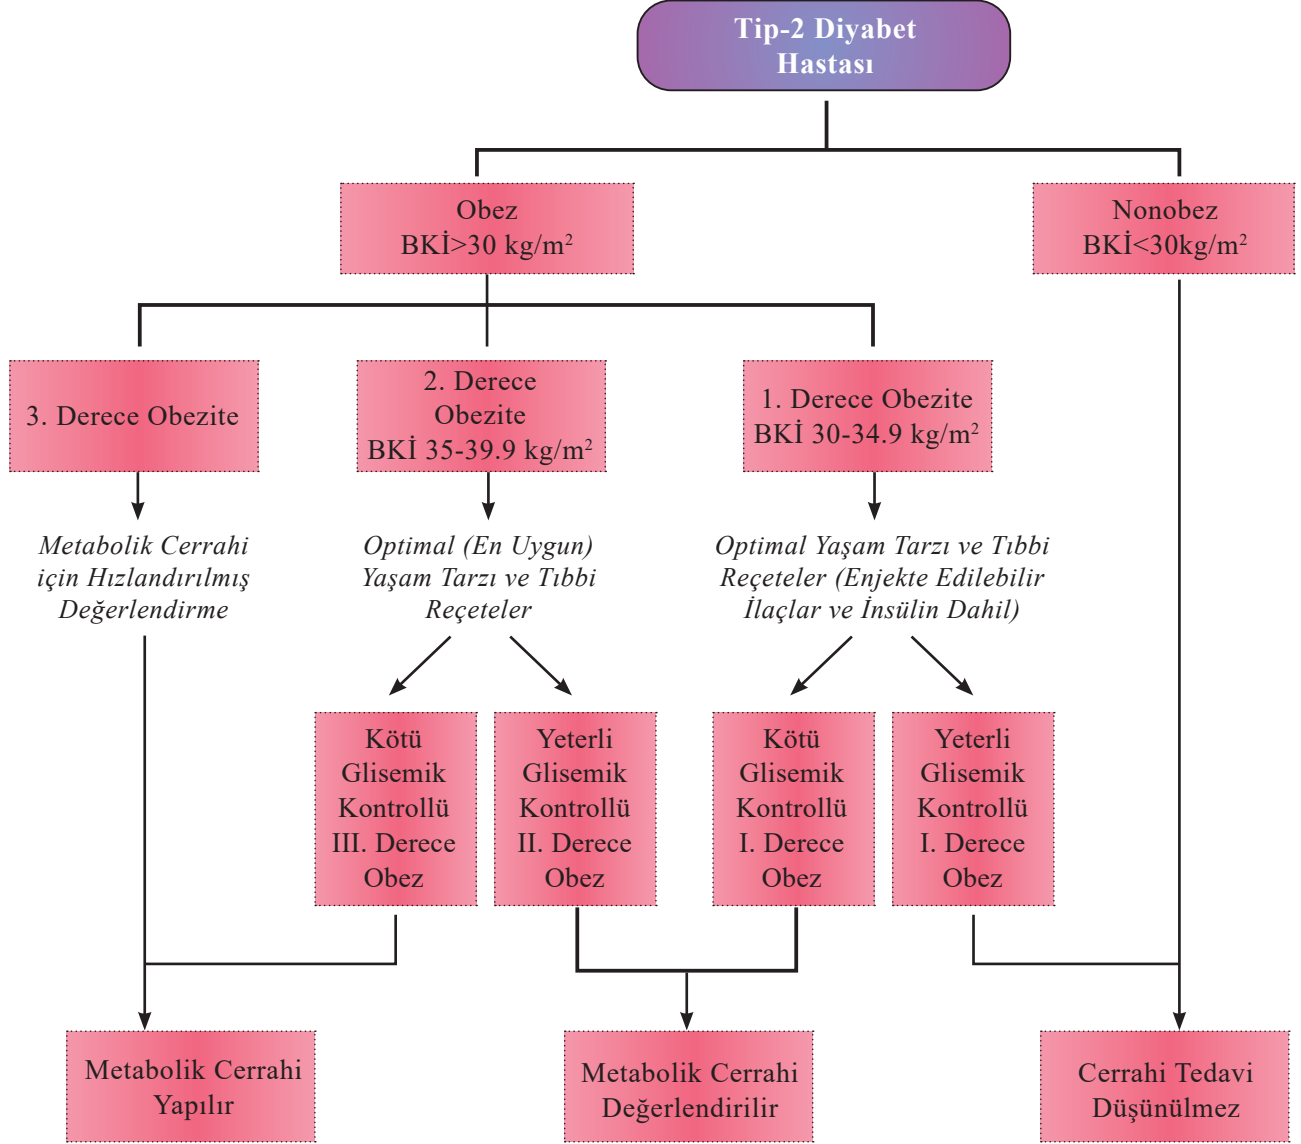 Tip-2 Diyabet
Hastası
Obez
BKİ>30 kg/m²
Nonobez
BKİ<30kg/m²
3. Derece Obezite
2. Derece
Obezite
BKİ 35-39.9 kg/m²
1. Derece Obezite
BKİ 30-34.9 kg/m²
Metabolik Cerrahi
için Hızlandırılmış
Değerlendirme
Optimal (En Uygun)
Yaşam Tarzı ve Tıbbi
Reçeteler
Optimal Yaşam Tarzı ve Tıbbi
Reçeteler (Enjekte Edilebilir
İlaçlar ve İnsülin Dahil)
Kötü
Glisemik
Kontrollü
III. Derece
Obez
Yeterli
Glisemik
Kontrollü
II. Derece
Obez
Kötü
Glisemik
Kontrollü
I. Derece
Obez
Yeterli
Glisemik
Kontrollü
I. Derece
Obez
Metabolik Cerrahi
Yapılır
Metabolik Cerrahi
Değerlendirilir
Cerrahi Tedavi
Düşünülmez